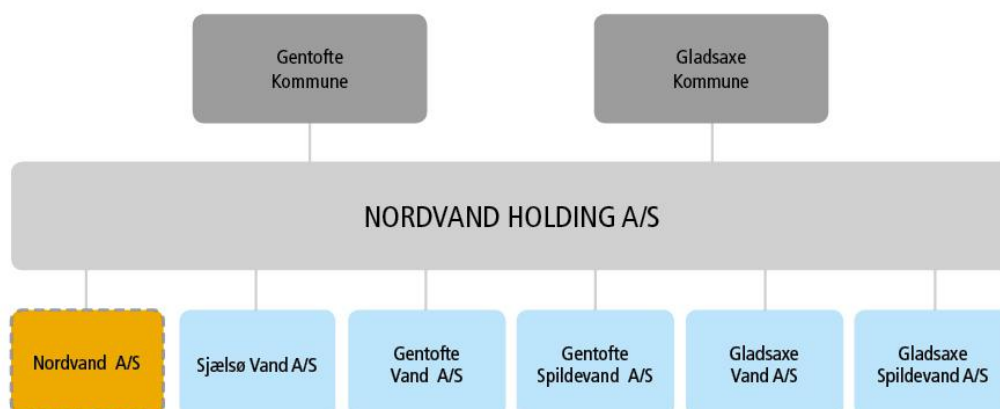 Gentofte
Kommune
Gladsaxe
Kommune
NORDVAND HOLDING A/S
Nordvand A/S
Sjælsø Vand A/S
Gentofte
Vand A/S
Gentofte
Spildevand A/S
Gladsaxe
Vand A/S
Gladsaxe
Spildevand A/S